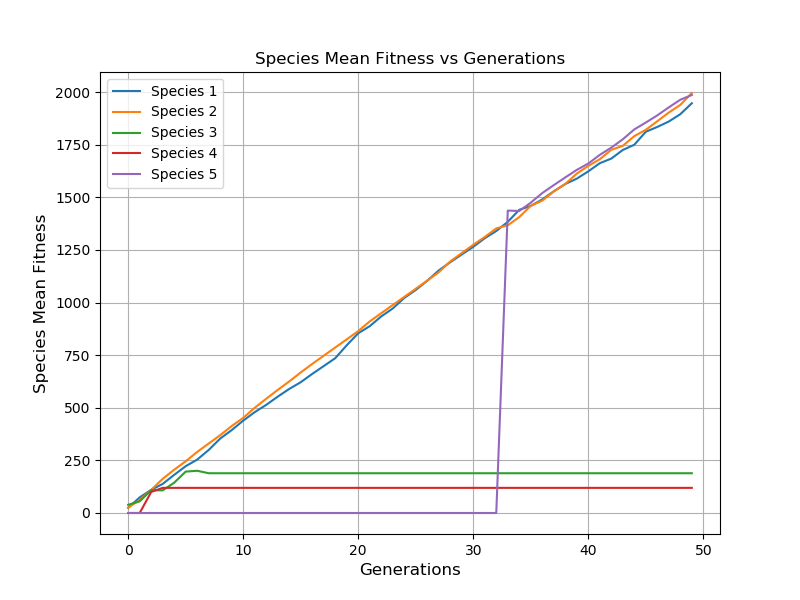 Species Mean Fitness vs Generations
Species Mean Fitness
2000
1750
1500
1250
1000
750
500
250
0
Species 1
Species 2
Species 3
Species 4
Species 5
0 10 20 30 40 50
Generations